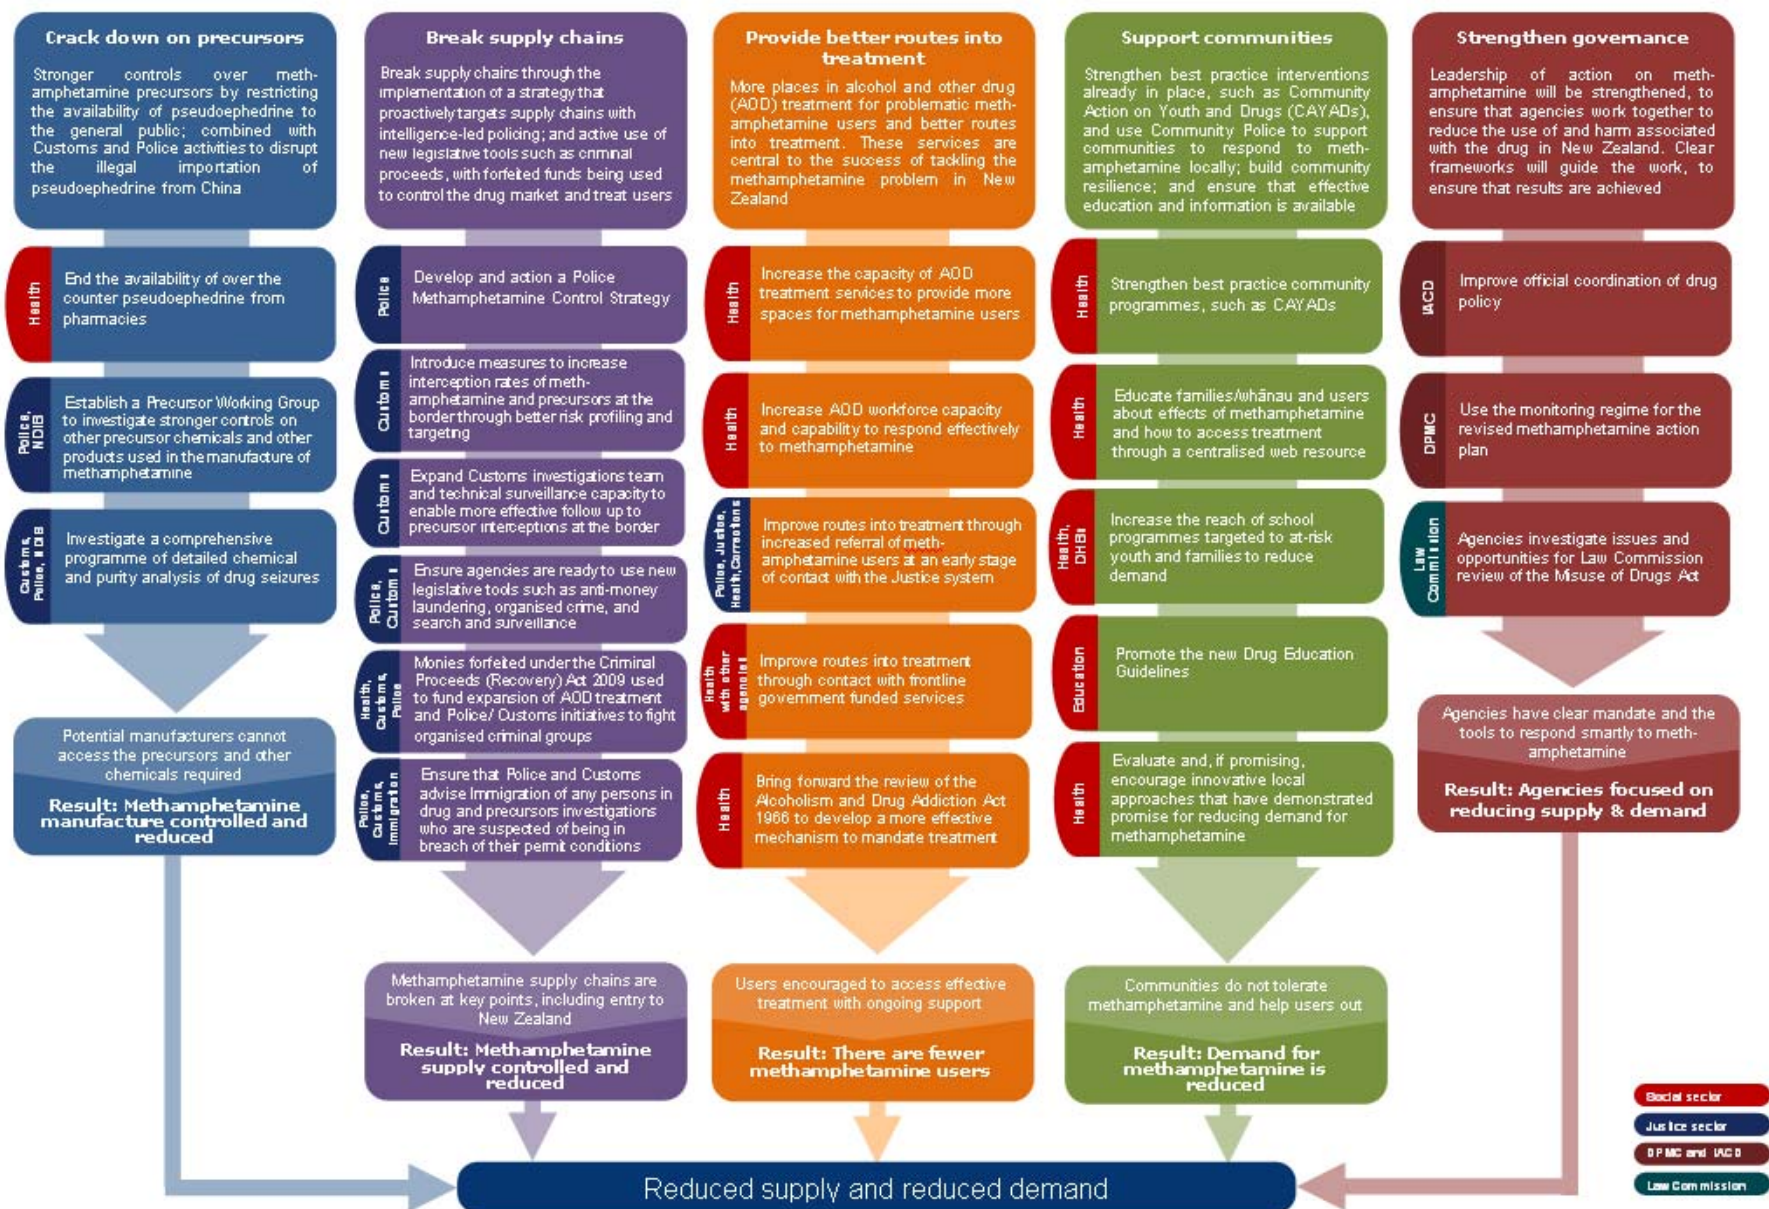 Crack down on precursors
Stronger controls over meth-
amphetamine precursors by restricting
the availability of pseudoephedrine to
the general public; combined with
Customs and Police activities to disrupt
the illegal importation of
pseudoephedrine from China
Health
End the availability of over the
counter pseudoephedrine from
pharmacies
Police,
NDIB
Establish a Precursor Working Group
to investigate stronger controls on
other precursor chemicals and other
products used in the manufacture of
methamphetamine
Customs,
Police, NDIB
Investigate a comprehensive
programme of detailed chemical
and purity analysis of drug seizures
Potential manufacturers cannot
access the precursors and other
chemicals required
Result: Methamphetamine
manufacture controlled and
reduced
Break supply chains
Break supply chains through the
implementation of a strategy that
proactively targets supply chains with
intelligence-led policing; and active use of
new legislative tools such as criminal
proceeds, with forfeited funds being used
to control the drug market and treat users
Police
Develop and action a Police
Methamphetamine Control Strategy
Customs
Introduce measures to increase
interception rates of meth-
amphetamine and precursors at the
border through better risk profiling and
targeting
Customs
Expand Customs investigations team
and technical surveillance capacity to
enable more effective follow up to
precursor interceptions at the border
Police,
Customs
Ensure agencies are ready to use new
legislative tools such as anti-money
laundering, organised crime, and
search and surveillance
Health,
Customs,
Police
Monies forfeited under the Criminal
Proceeds (Recovery) Act 2009 used
to fund expansion of AOD treatment
and Police/ Customs initiatives to fight
organised criminal groups
Police,
Customs,
Immigration
Ensure that Police and Customs
advise Immigration of any persons in
drug and precursors investigations
who are suspected of being in
breach of their permit conditions
Methamphetamine supply chains are
broken at key points, including entry to
New Zealand
Result: Methamphetamine
supply controlled and
reduced
Provide better routes into
treatment
More places in alcohol and other drug
(AOD) treatment for problematic meth-
amphetamine users and better routes
into treatment. These services are
central to the success of tackling the
methamphetamine problem in New
Zealand
Health
Increase the capacity of AOD
treatment services to provide more
spaces for methamphetamine users
Health
Increase AOD workforce capacity
and capability to respond effectively
to methamphetamine
Police, Justice,
Health, Corrections
Improve routes into treatment through
increased referral of meth-
amphetamine users at an early stage
of contact with the Justice system
Health
with other
agencies
Improve routes into treatment
through contact with frontline
government funded services
Health
Bring forward the review of the
Alcoholism and Drug Addiction Act
1966 to develop a more effective
mechanism to mandate treatment
Users encouraged to access effective
treatment with ongoing support
Result: There are fewer
methamphetamine users
Support communities
Strengthen best practice interventions
already in place, such as Community
Action on Youth and Drugs (CAYADs),
and use Community Police to support
communities to respond to meth-
amphetamine locally; build community
resilience; and ensure that effective
education and information is available
Health
Strengthen best practice community
programmes, such as CAYADs
Health
Educate families/whānau and users
about effects of methamphetamine
and how to access treatment
through a centralised web resource
Health,
DHBs
Increase the reach of school
programmes targeted to at-risk
youth and families to reduce
demand
Education
Promote the new Drug Education
Guidelines
Health
Evaluate and, if promising,
encourage innovative local
approaches that have demonstrated
promise for reducing demand for
methamphetamine
Communities do not tolerate
methamphetamine and help users out
Result: Demand for
methamphetamine is
reduced
Strengthen governance
Leadership of action on meth-
amphetamine will be strengthened, to
ensure that agencies work together to
reduce the use of and harm associated
with the drug in New Zealand. Clear
frameworks will guide the work, to
ensure that results are achieved
IACD
Improve official coordination of drug
policy
DPMC
Use the monitoring regime for the
revised methamphetamine action
plan
Law
Commission
Agencies investigate issues and
opportunities for Law Commission
review of the Misuse of Drugs Act
Agencies have clear mandate and the
tools to respond smartly to meth-
amphetamine
Result: Agencies focused on
reducing supply & demand
Reduced supply and reduced demand
Social sector
Justice sector
DPMC and IACD
Law Commission